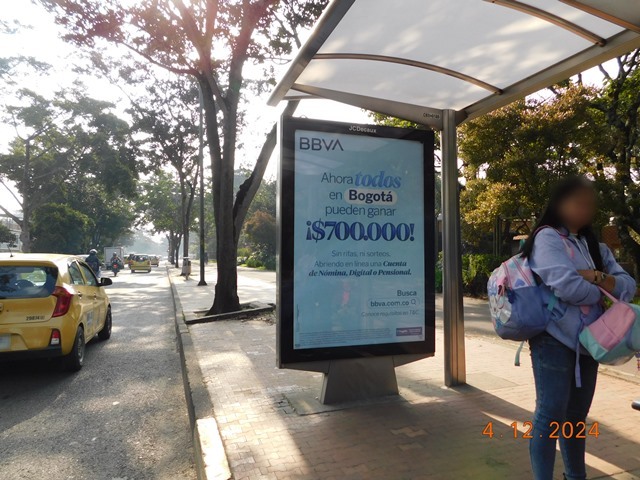 JCDecaux
BBVA
Ahora todos
en Bogotá
pueden ganar
¡$700.000!
Sin rifas, ni sorteos.
Abriendo en línea una Cuenta
de Nómina, Digital o Pensional.
Busca
bbva.com.co
4 12 2024